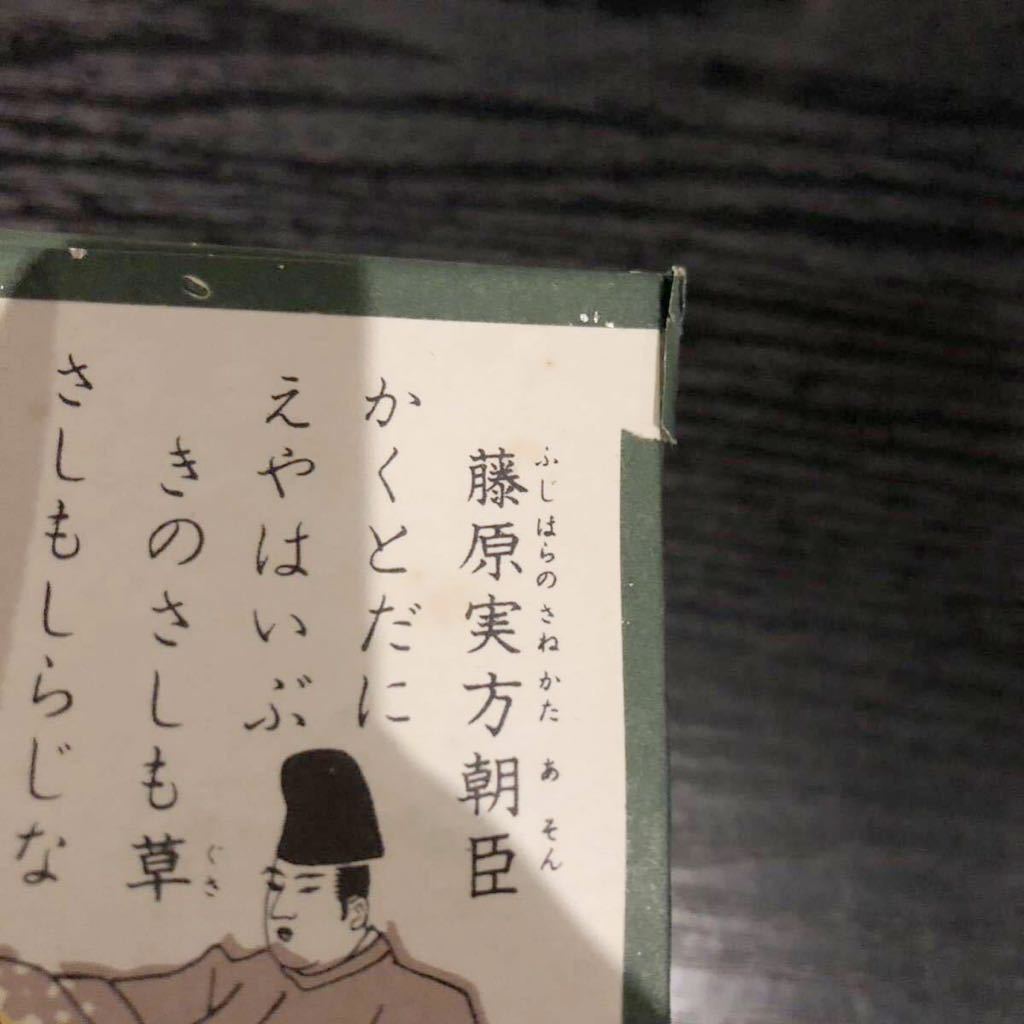 藤原実方朝臣
ふじはらのさねかたあそん
かくとだに
えやはいぶ
きのさしも草
ぐさ
さしもしらじな